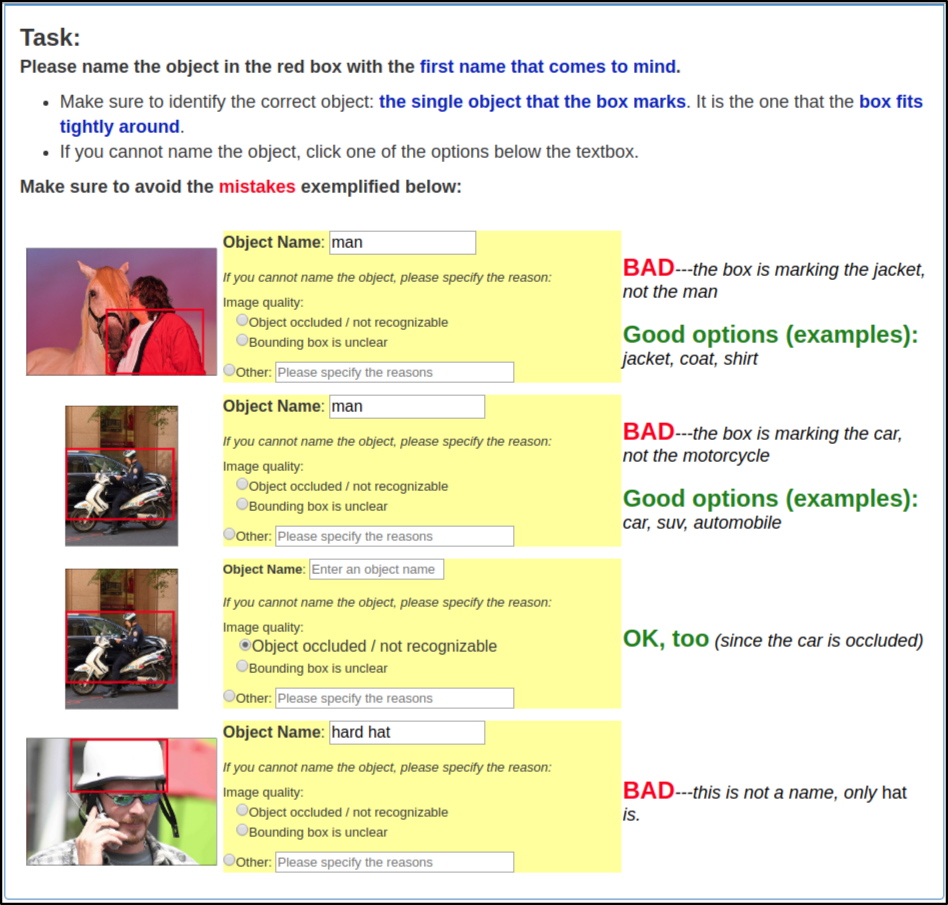 Task:
Please name the object in the red box with the first name that comes to mind.
• Make sure to identify the correct object: the single object that the box marks. It is the one that the box fits
tightly around.
• If you cannot name the object, click one of the options below the textbox.
Make sure to avoid the mistakes exemplified below:
Object Name: man
If you cannot name the object, please specify the reason:
Image quality:
Object occluded / not recognizable
Bounding box is unclear
Other: Please specify the reasons
BAD---the box is marking the jacket,
not the man
Good options (examples):
jacket, coat, shirt
Object Name: man
If you cannot name the object, please specify the reason:
Image quality:
Object occluded / not recognizable
Bounding box is unclear
Other: Please specify the reasons
BAD---the box is marking the car,
not the motorcycle
Good options (examples):
car, suv, automobile
Object Name: Enter an object name
If you cannot name the object, please specify the reason:
Image quality:
Object occluded / not recognizable
Bounding box is unclear
Other: Please specify the reasons
OK, too (since the car is occluded)
Object Name: hard hat
If you cannot name the object, please specify the reason:
Image quality:
Object occluded / not recognizable
Bounding box is unclear
Other: Please specify the reasons
BAD---this is not a name, only hat
is.